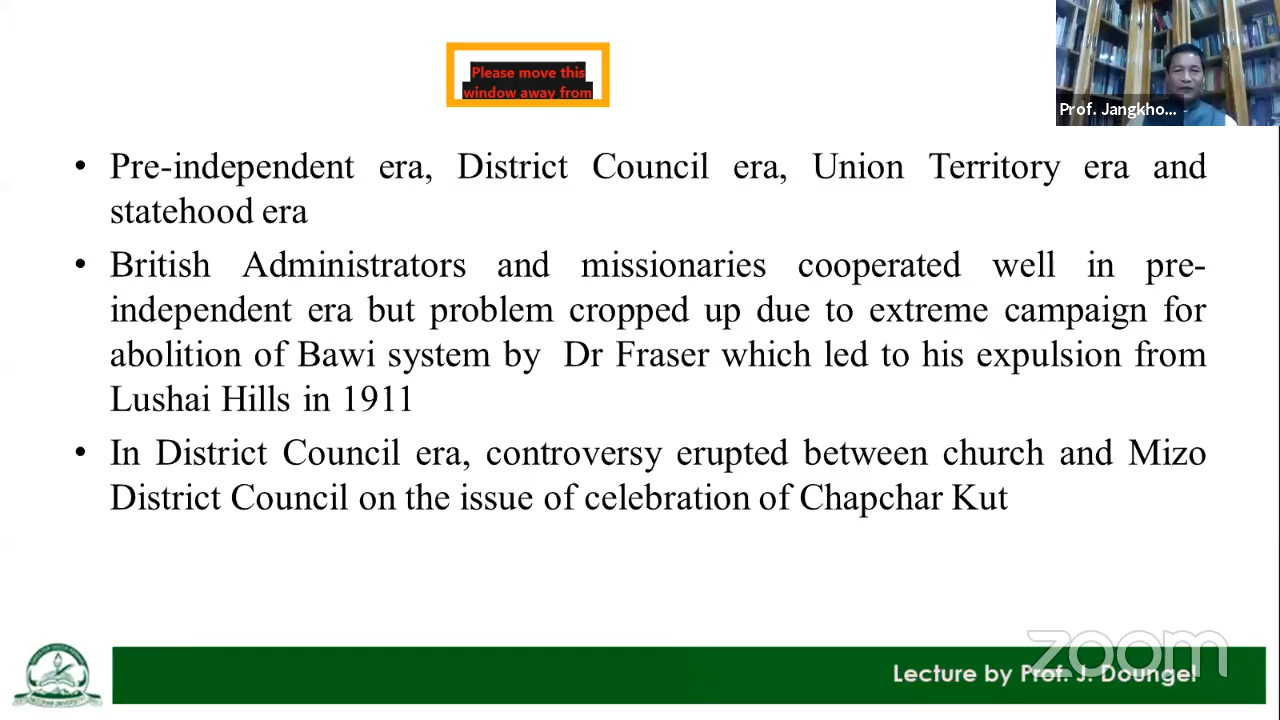 Please move this
window away from
Prof. Jangkho...
• Pre-independent era, District Council era, Union Territory era and
statehood era
• British Administrators and missionaries cooperated well in pre-
independent era but problem cropped up due to extreme campaign for
abolition of Bawi system by Dr Fraser which led to his expulsion from
Lushai Hills in 1911
• In District Council era, controversy erupted between church and Mizo
District Council on the issue of celebration of Chapchar Kut
zoom
Lecture by Prof. J. Doungel